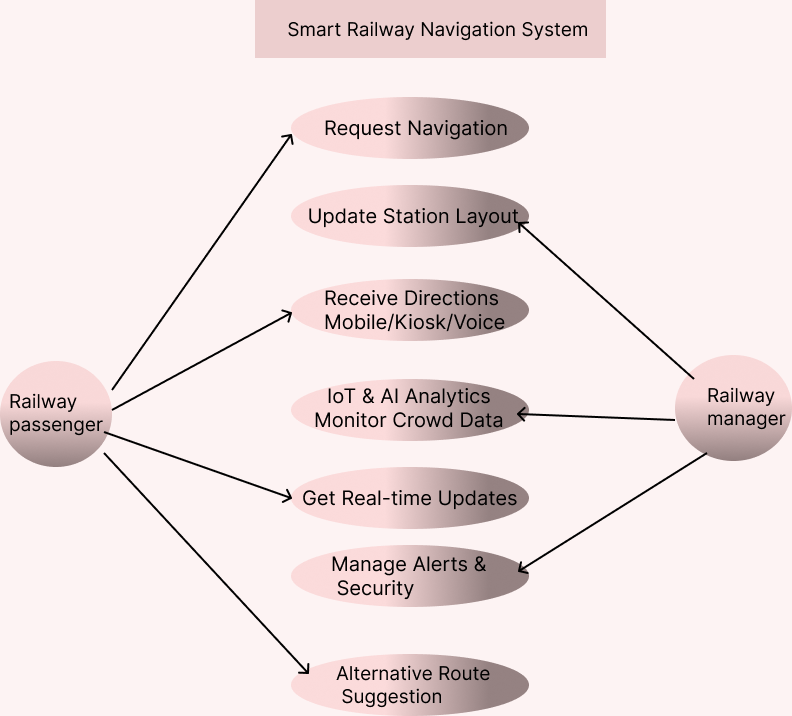 Smart Railway Navigation System
Request Navigation
Update Station Layout
Receive Directions
Mobile/Kiosk/Voice
Railway
passenger
IoT & AI Analytics
Monitor Crowd Data
Railway
manager
Get Real-time Updates
Manage Alerts &
Security
Alternative Route
Suggestion